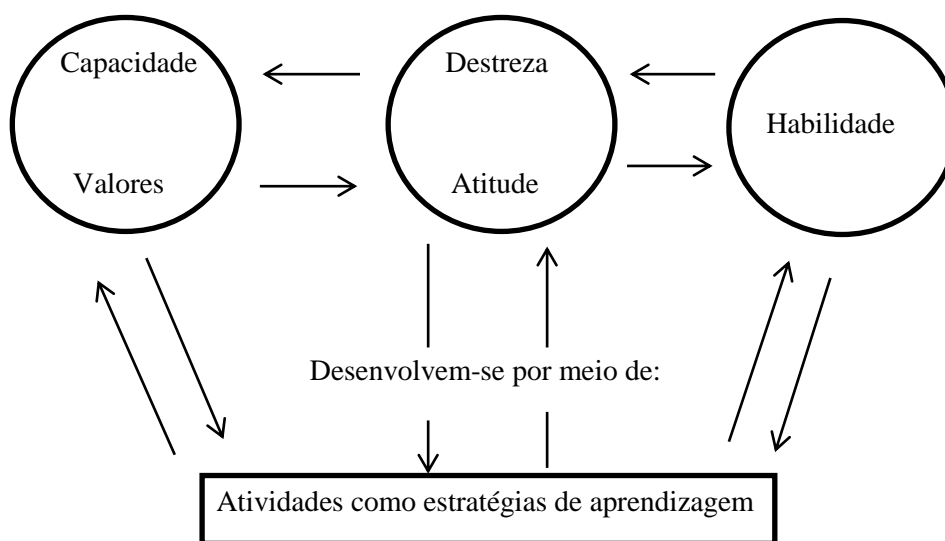 Capacidade
Valores
Destreza
Atitude
Habilidade
Desenvolvem-se por meio de:
Atividades como estratégias de aprendizagem